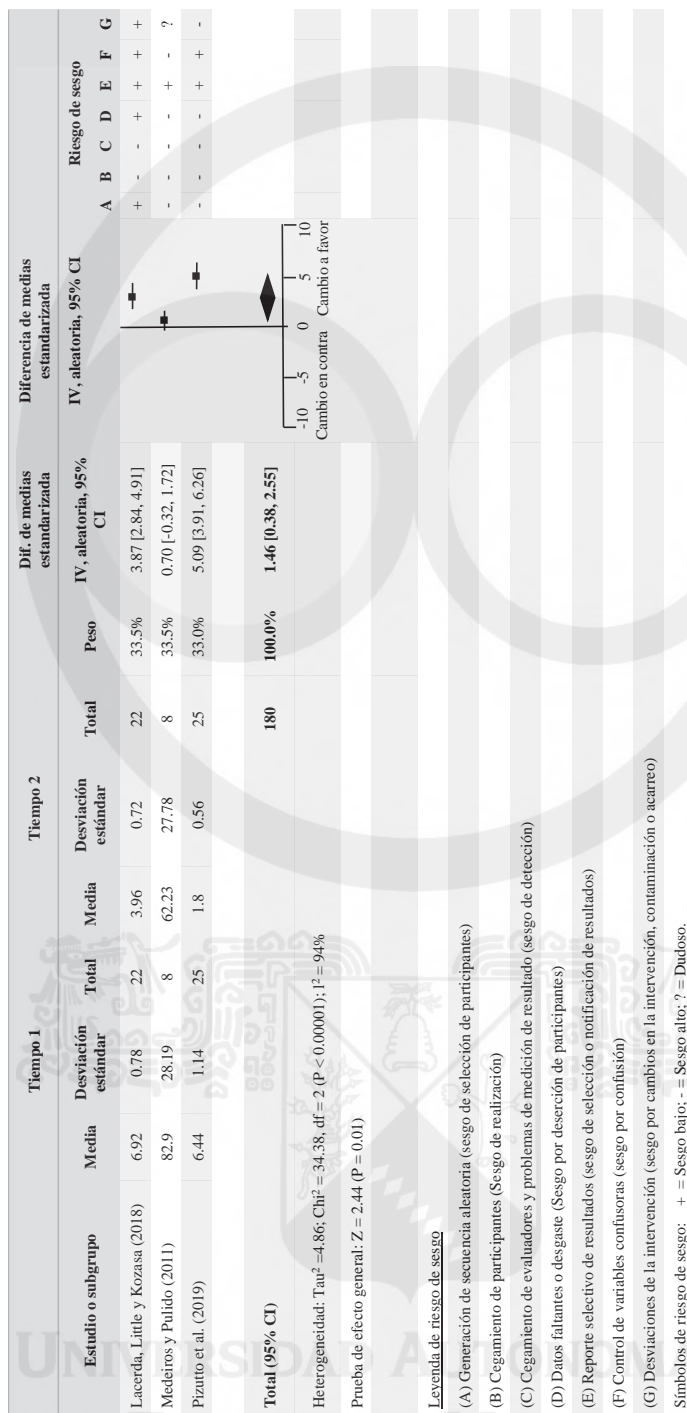 Tiempo 1 Tiempo 2 Dif. de medias estandarizada Diferencia de medias estandarizada
Estudio o subgrupo Media Desviación estándar Total Media Desviación estándar Total Peso IV, aleatoria, 95% CI IV, aleatoria, 95% CI Riesgo de sesgo
A B C D E F G
Lacerda, Little y Kozasa (2018) 6.92 0.78 22 3.96 0.72 22 33.5% 3.87 [2.84, 4.91] + - - + + + +
Medeiros y Pulido (2011) 82.9 28.19 8 62.23 27.78 8 33.5% 0.70 [-0.32, 1.72] - - - - + - ?
Pizutto et al. (2019) 6.44 1.14 25 1.8 0.56 25 33.0% 5.09 [3.91, 6.26] - - - - + + -
Total (95% CI) 180 100.0% 1.46 [0.38, 2.55]
-10 -5 0 5 10
Cambio en contra Cambio a favor
Heterogeneidad: Tau² =4.86; Chi² = 34.38, df = 2 (P < 0.00001); I² = 94%
Prueba de efecto general: Z = 2.44 (P = 0.01)
Leyenda de riesgo de sesgo
(A) Generación de secuencia aleatoria (sesgo de selección de participantes)
(B) Cegamiento de participantes (Sesgo de realización)
(C) Cegamiento de evaluadores y problemas de medición de resultado (sesgo de detección)
(D) Datos faltantes o desgaste (Sesgo por deserción de participantes)
(E) Reporte selectivo de resultados (sesgo de selección o notificación de resultados)
(F) Control de variables confusoras (sesgo por confusión)
(G) Desviaciones de la intervención (sesgo por cambios en la intervención, contaminación o acarreo)
Símbolos de riesgo de sesgo: + = Sesgo bajo; - = Sesgo alto; ? = Dudoso.